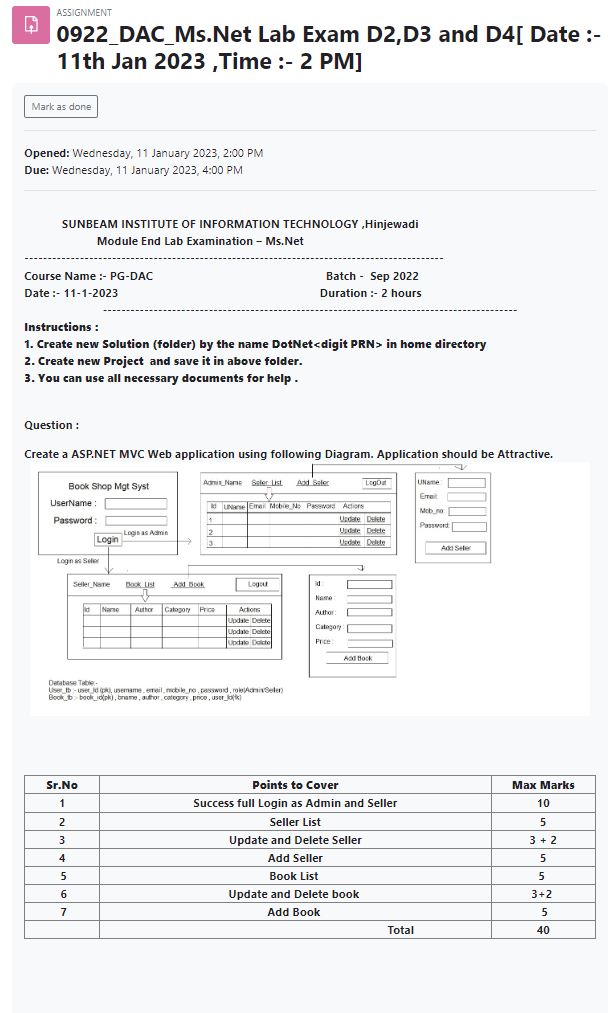 ASSIGNMENT
0922_DAC_Ms.Net Lab Exam D2,D3 and D4[ Date :-
11th Jan 2023 ,Time :- 2 PM]
Mark as done
Opened: Wednesday, 11 January 2023, 2:00 PM
Due: Wednesday, 11 January 2023, 4:00 PM
SUNBEAM INSTITUTE OF INFORMATION TECHNOLOGY ,Hinjewadi
Module End Lab Examination – Ms.Net
Course Name :- PG-DAC Batch - Sep 2022
Date :- 11-1-2023 Duration :- 2 hours
Instructions :
1. Create new Solution (folder) by the name DotNet<digit PRN> in home directory
2. Create new Project and save it in above folder.
3. You can use all necessary documents for help .
Question :
Create a ASP.NET MVC Web application using following Diagram. Application should be Attractive.
Book Shop Mgt Syst
UserName :
Password :
Login
Login as Admin
Login as Seller
Admin_Name Seller_List Add_Seller LogOut
Id UName Email Mobile_No Password Actions
1 Update Delete
2 Update Delete
3 Update Delete
UName
Email:
Mob_no:
Password:
Add Seller
Seller_Name Book_List Add_Book Logout
Id Name Author Category Price Actions
Update Delete
Update Delete
Update Delete
Id :
Name
Author:
Category :
Price :
Add Book
Database Table:-
User_tb :- user_Id (pk), username , email , mobile_no , password , role(Admin/Seller)
Book_tb :- book_id(pk) , bname , author , category , price , user_Id(fk)
Sr.No Points to Cover Max Marks
1 Success full Login as Admin and Seller 10
2 Seller List 5
3 Update and Delete Seller 3 + 2
4 Add Seller 5
5 Book List 5
6 Update and Delete book 3+2
7 Add Book 5
Total 40